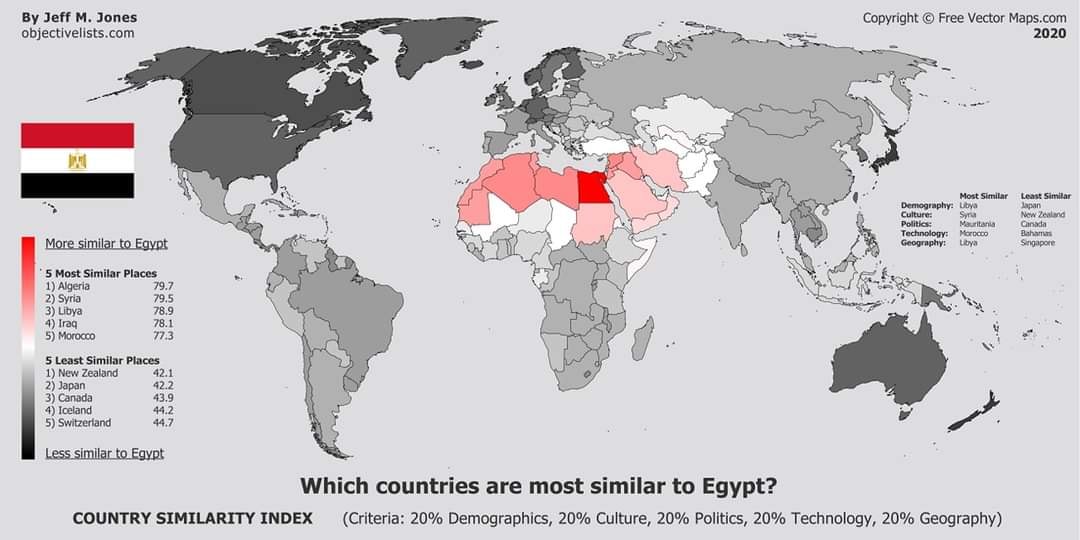 By Jeff M. Jones
objectivelists.com
Copyright © Free Vector Maps.com
2020
More similar to Egypt
5 Most Similar Places
1) Algeria 79.7
2) Syria 79.5
3) Libya 78.9
4) Iraq 78.1
5) Morocco 77.3
5 Least Similar Places
1) New Zealand 42.1
2) Japan 42.2
3) Canada 43.9
4) Iceland 44.2
5) Switzerland 44.7
Less similar to Egypt
Most Similar Least Similar
Demography: Libya Japan
Culture: Syria New Zealand
Politics: Mauritania Canada
Technology: Morocco Bahamas
Geography: Libya Singapore
Which countries are most similar to Egypt?
COUNTRY SIMILARITY INDEX (Criteria: 20% Demographics, 20% Culture, 20% Politics, 20% Technology, 20% Geography)